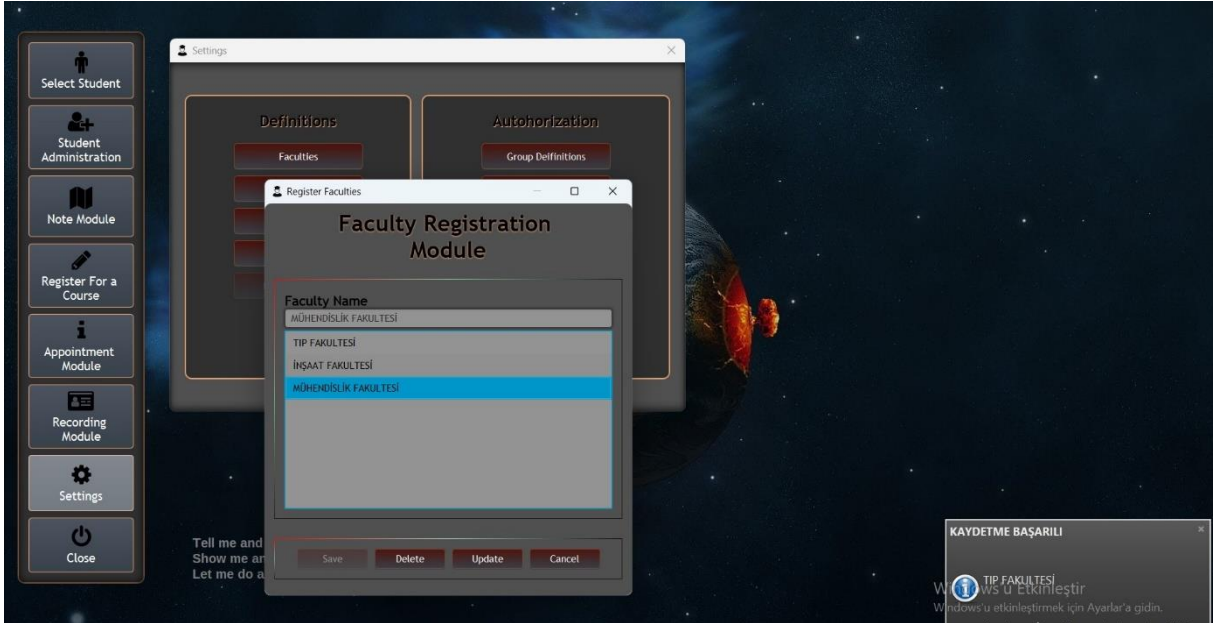 Select Student
Student
Administration
Note Module
Register For a
Course
Appointment
Module
Recording
Module
Settings
Close
Settings
Definitions
Faculties
Autohorization
Group Deifinitions
Register Faculties
Faculty Registration
Module
Faculty Name
MÜHENDİSLİK FAKULTESİ
TIP FAKULTESİ
İNŞAAT FAKULTESİ
MÜHENDİSLİK FAKULTESİ
Save
Delete
Update
Cancel
Tell me and
Show me an
Let me do a
KAYDETME BAŞARILI
TIP FAKULTESİ
Windows'u Etkinleştir
Windows'u etkinleştirmek için Ayarlar'a gidin.